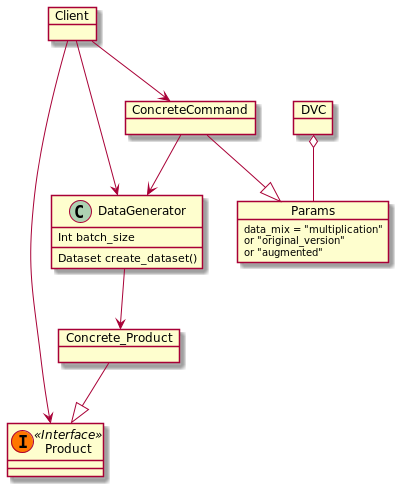 Client
ConcreteCommand
DVC
C
DataGenerator
Int batch_size
Dataset create_dataset()
Params
data_mix = "multiplication"
or "original_version"
or "augmented"
Concrete_Product
I
«Interface»
Product